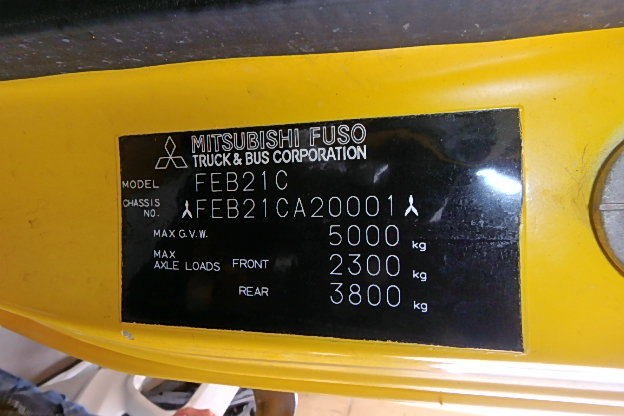 MITSUBISHI FUSO
TRUCK & BUS CORPORATION
MODEL FEB21C
CHASSIS NO. FEB21CA20001
MAX G.V.W. 5000 kg
MAX AXLE LOADS FRONT 2300 kg
REAR 3800 kg